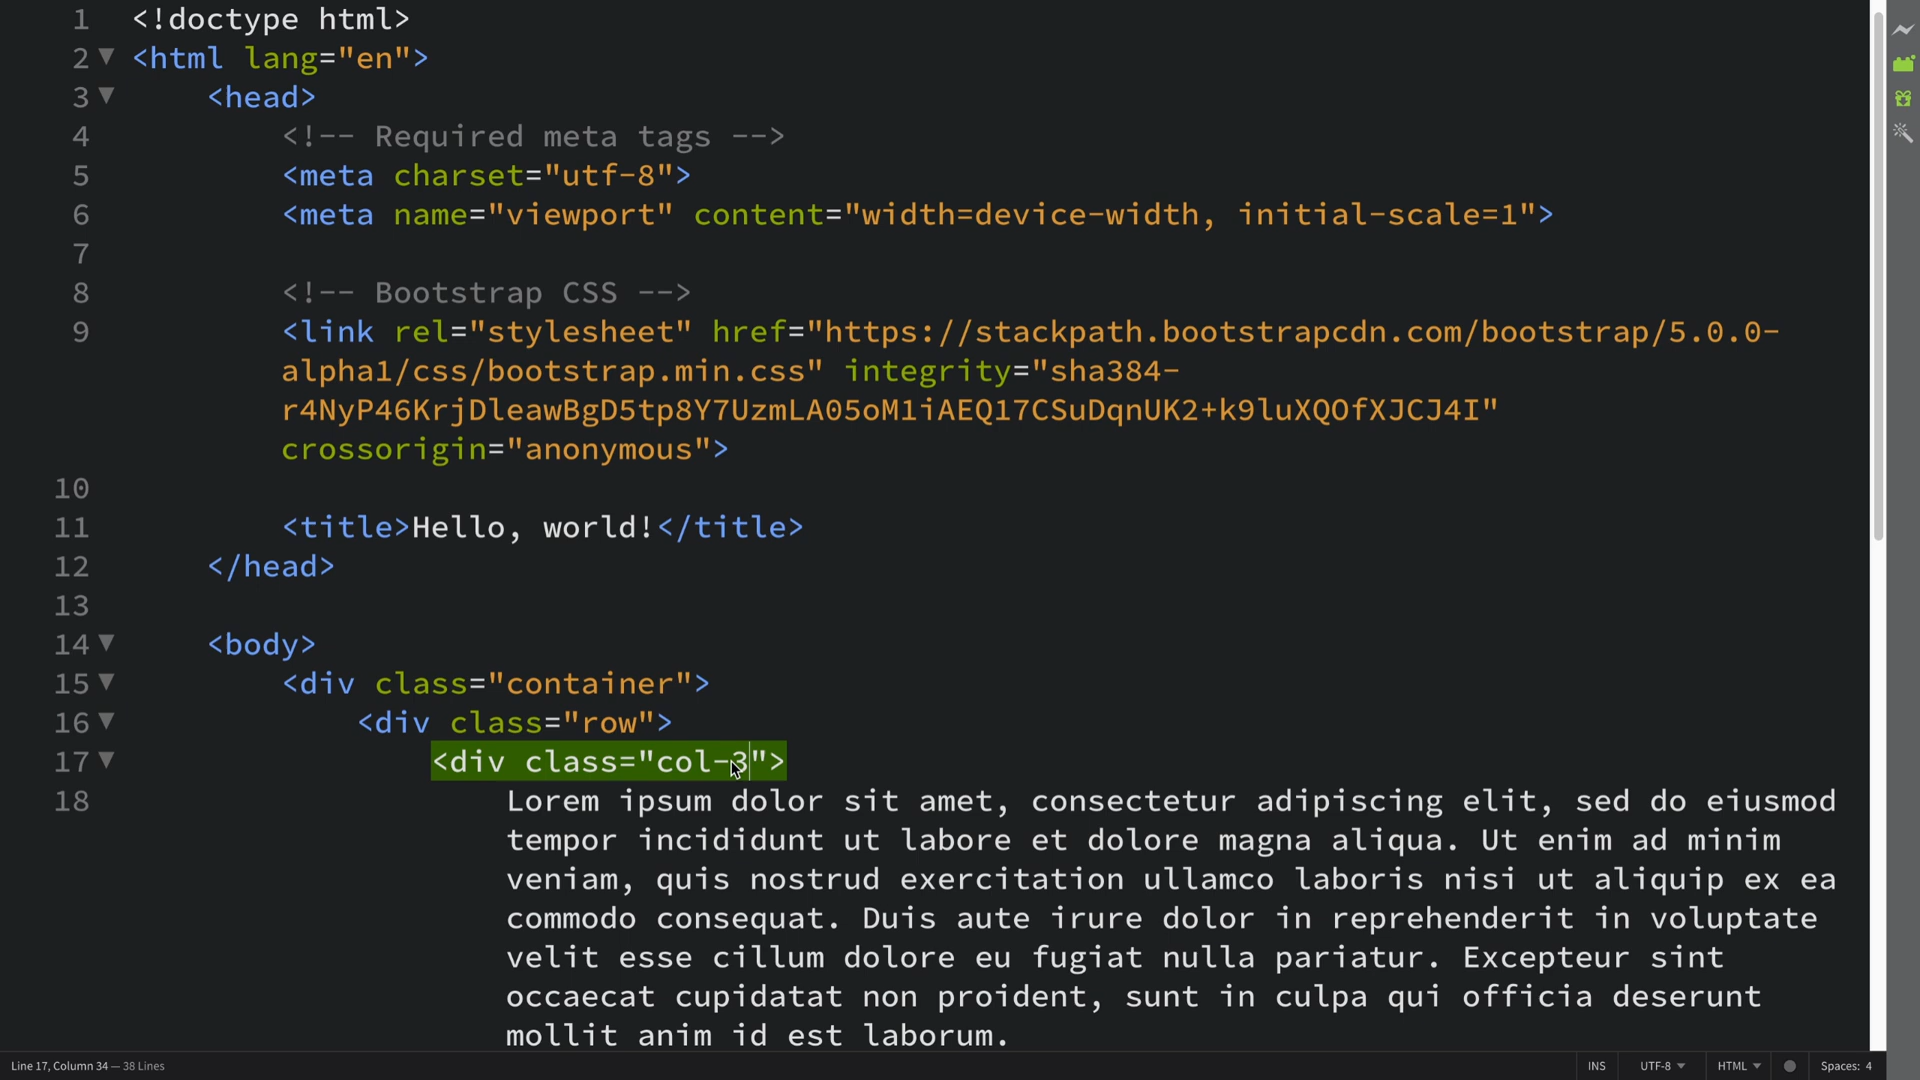 1 <!doctype html>
2 <html lang="en">
3 <head>
4 <!-- Required meta tags -->
5 <meta charset="utf-8">
6 <meta name="viewport" content="width=device-width, initial-scale=1">
7
8 <!-- Bootstrap CSS -->
9 <link rel="stylesheet" href="https://stackpath.bootstrapcdn.com/bootstrap/5.0.0-
alpha1/css/bootstrap.min.css" integrity="sha384-
r4NyP46KrjDleawBgD5tp8Y7UzmLA05oM1iAEQ17CSuDqnUK2+k9luXQOfXJCJ4I"
crossorigin="anonymous">
10
11 <title>Hello, world!</title>
12 </head>
13
14 <body>
15 <div class="container">
16 <div class="row">
17 <div class="col-3">
18 Lorem ipsum dolor sit amet, consectetur adipiscing elit, sed do eiusmod
tempor incididunt ut labore et dolore magna aliqua. Ut enim ad minim
veniam, quis nostrud exercitation ullamco laboris nisi ut aliquip ex ea
commodo consequat. Duis aute irure dolor in reprehenderit in voluptate
velit esse cillum dolore eu fugiat nulla pariatur. Excepteur sint
occaecat cupidatat non proident, sunt in culpa qui officia deserunt
mollit anim id est laborum.
Line 17, Column 34 — 38 Lines INS UTF-8 HTML Spaces: 4